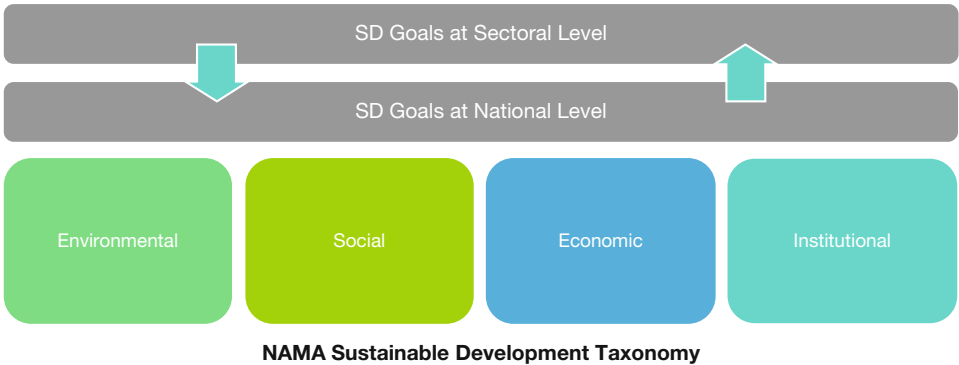 SD Goals at Sectoral Level
SD Goals at National Level
Environmental
Social
Economic
Institutional
NAMA Sustainable Development Taxonomy